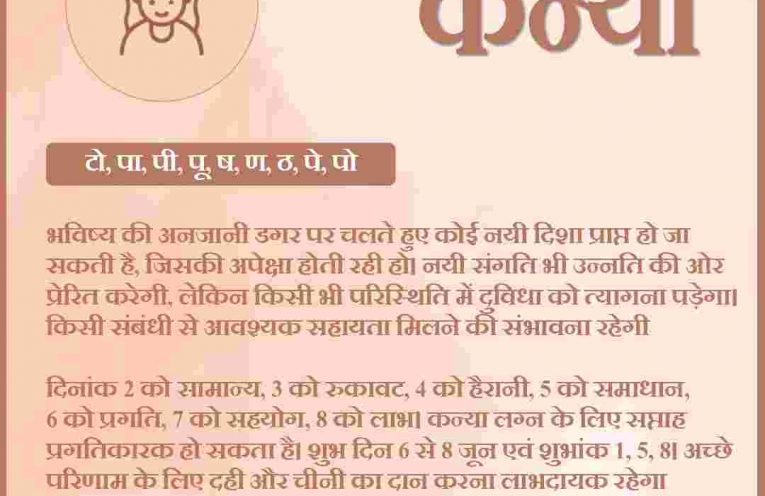 कन्या
टो, पा, पी, पू, ष, ण, ठ, पे, पो
भविष्य की अनजानी डगर पर चलते हुए कोई नयी दिशा प्राप्त हो जा
सकती है, जिसकी अपेक्षा होती रही हो। नयी संगति भी उन्नति की ओर
प्रेरित करेगी, लेकिन किसी भी परिस्थिति में दुविधा को त्यागना पड़ेगा।
किसी संबंधी से आवश्यक सहायता मिलने की संभावना रहेगी
दिनांक 2 को सामान्य, 3 को रुकावट, 4 को हैरानी, 5 को समाधान,
6 को प्रगति, 7 को सहयोग, 8 को लाभ। कन्या लग्न के लिए सप्ताह
प्रगतिकारक हो सकता है। शुभ दिन 6 से 8 जून एवं शुभांक 1, 5, 8। अच्छे
परिणाम के लिए दही और चीनी का दान करना लाभदायक रहेगा